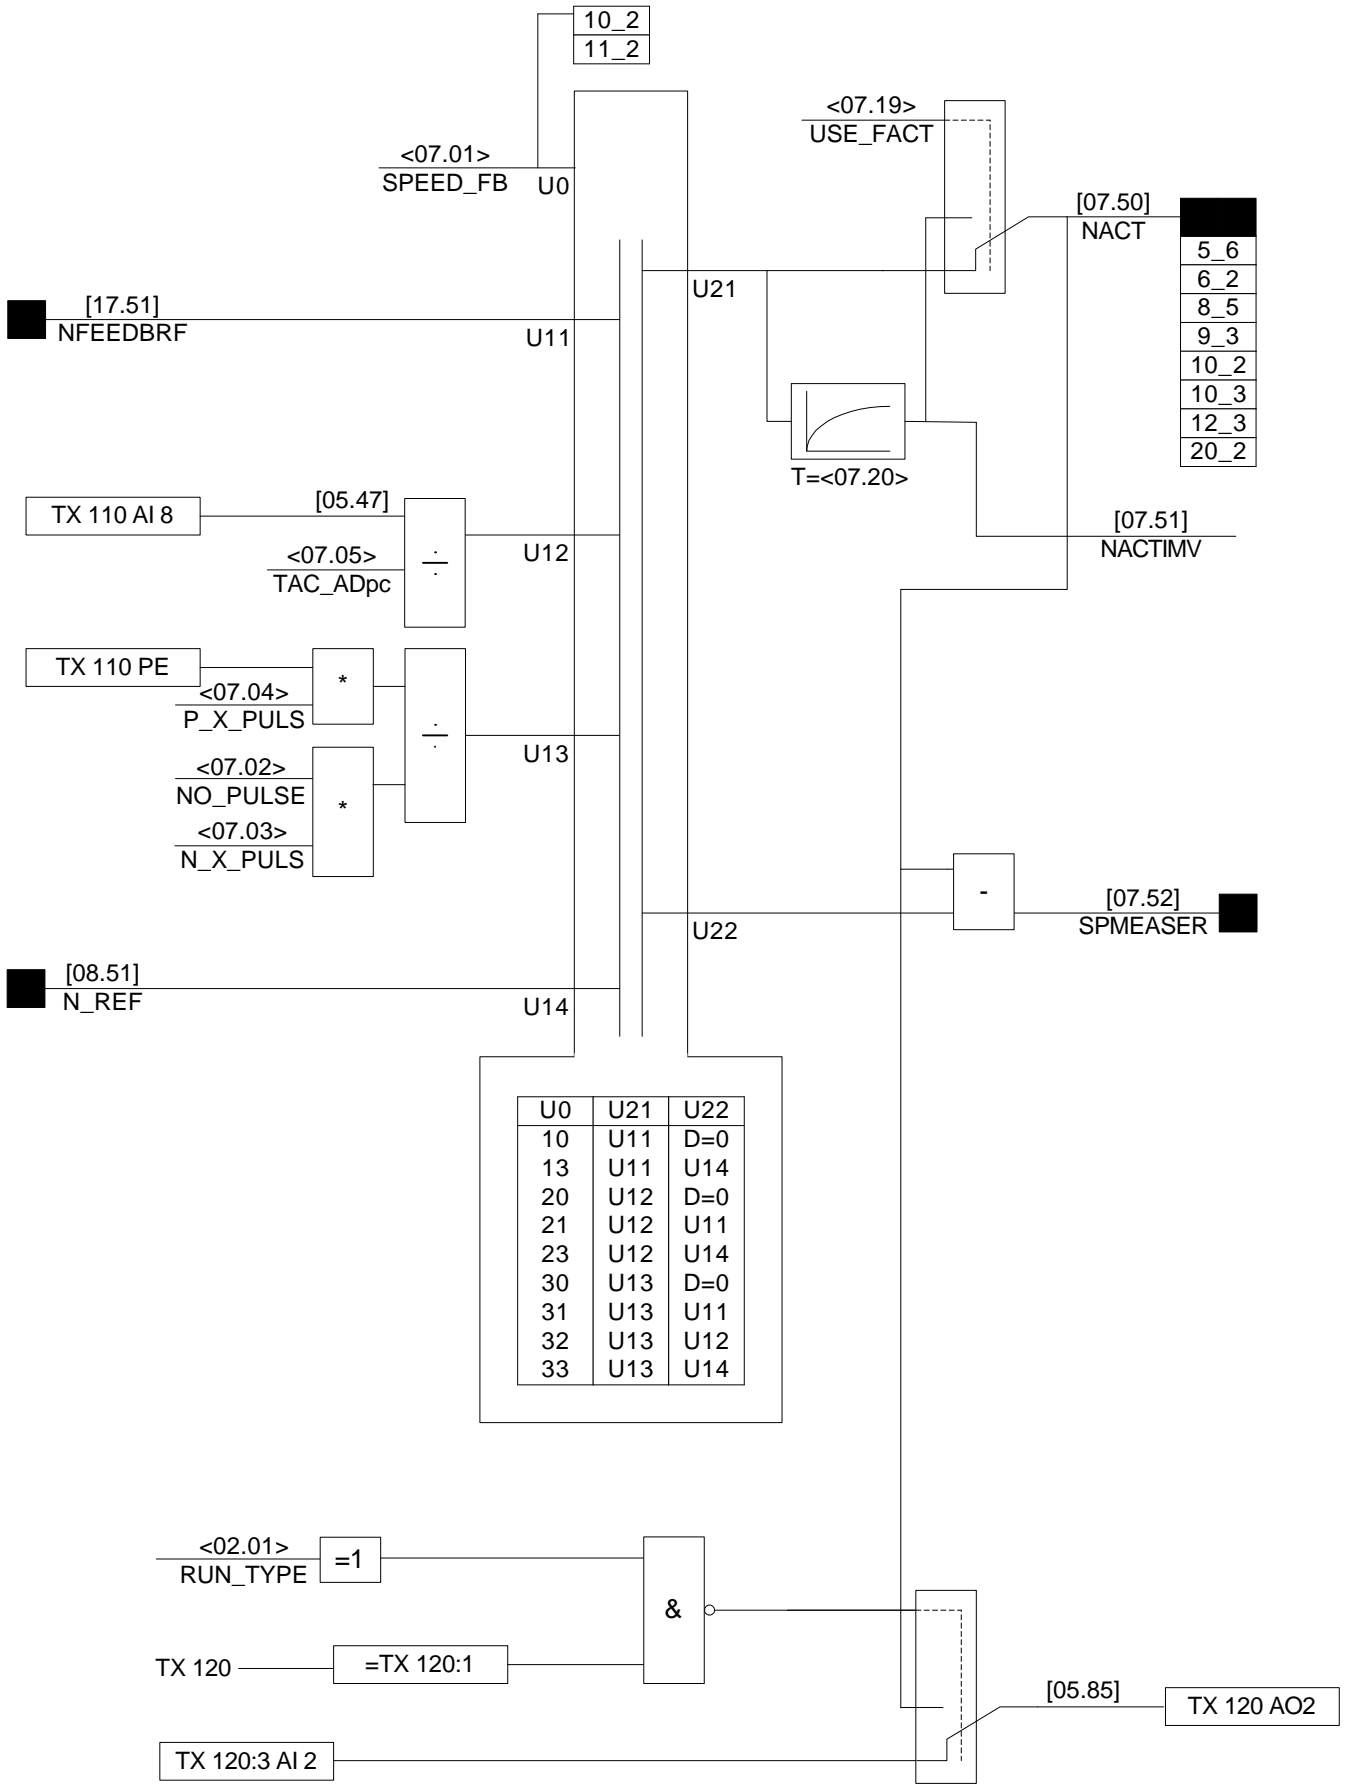 10_2
11_2
<07.19>
USE_FACT
<07.01>
SPEED_FB
U0
[07.50]
NACT
5_6
6_2
8_5
9_3
10_2
10_3
12_3
20_2
U21
[17.51]
NFEEDBRF
U11
T=<07.20>
TX 110 AI 8
[05.47]
<07.05>
TAC_ADpc
÷
U12
[07.51]
NACTIMV
TX 110 PE
<07.04>
P_X_PULS
*
÷
U13
<07.02>
NO_PULSE
<07.03>
N_X_PULS
*
-
[07.52]
SPMEASER
U22
[08.51]
N_REF
U14
U0 U21 U22
10 U11 D=0
13 U11 U14
20 U12 D=0
21 U12 U11
23 U12 U14
30 U13 D=0
31 U13 U11
32 U13 U12
33 U13 U14
<02.01>
RUN_TYPE
=1
&
TX 120
=TX 120:1
[05.85]
TX 120 AO2
TX 120:3 AI 2